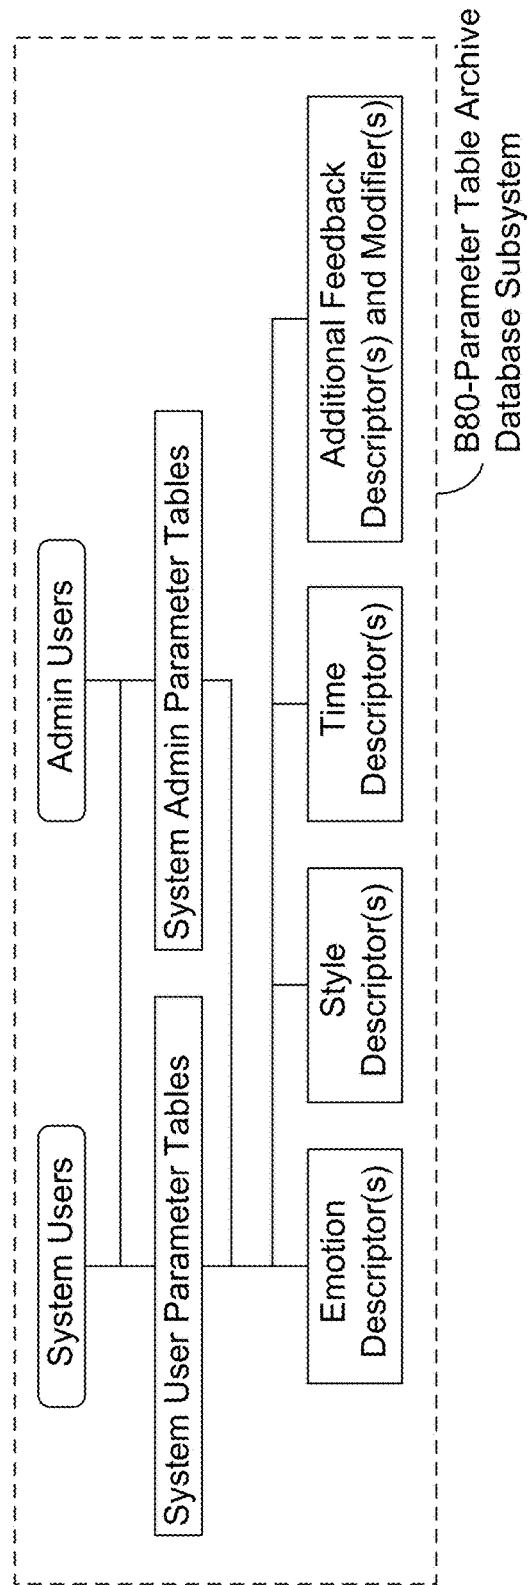 System Users
Admin Users
System User Parameter Tables
System Admin Parameter Tables
Emotion
Descriptor(s)
Style
Descriptor(s)
Time
Descriptor(s)
Additional Feedback
Descriptor(s) and Modifier(s)
B80-Parameter Table Archive
Database Subsystem